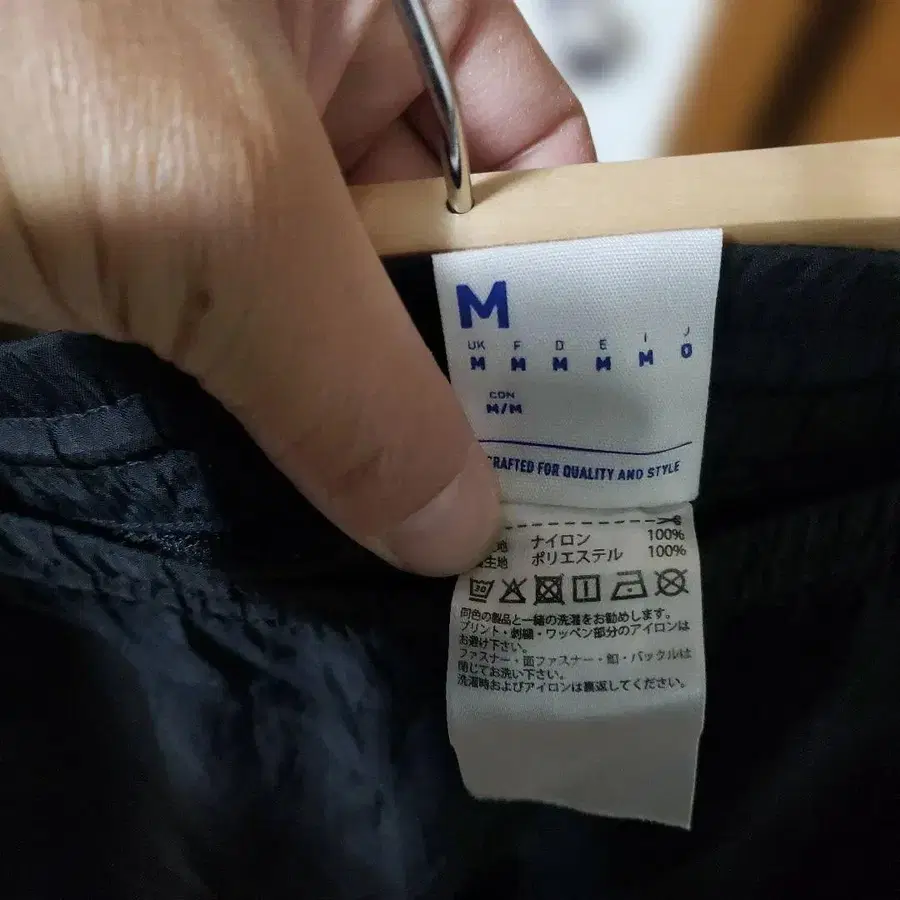 M
UK F D E I J
M M M M M O
CON
M/M
RAFTED FOR QUALITY AND STYLE
地 ナイロン 100%
生地 ポリエステル 100%
30
同色の製品と一緒の洗濯をお勧めします。
プリント・刺繍・ワッペン部分のアイロンは
お避け下さい。
ファスナー・面ファスナー・釦・バックルは
閉じてお洗い下さい。
洗濯時およびアイロンは裏返してください。